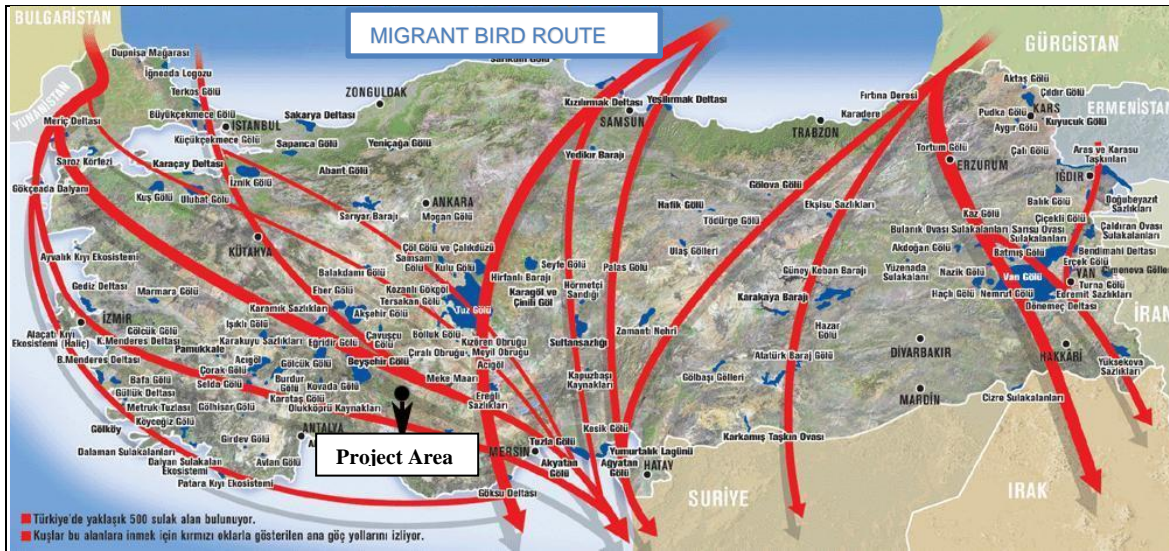 MIGRANT BIRD ROUTE
BULGARİSTAN
GÜRCİSTAN
YUNANİSTAN
ERMENİSTAN
İRAN
IRAK
SURİYE
Dupnisa Mağarası
İğneada Logozu
Terkos Gölü
Büyükçekmece Gölü
İSTANBUL
Küçükçekmece Gölü
Meriç Deltası
Saroz Körfezi
Gökçeada Dalyanı
Karaçay Deltası
Kuş Gölü
Ulubat Gölü
İznik Gölü
Sapanca Gölü
Sakarya Deltası
ZONGULDAK
Yeniçağa Gölü
Abant Gölü
Sarıkum Gölü
Kızılırmak Deltası
Yeşilırmak Deltası
SAMSUN
Yedikır Barajı
TRABZON
Fırtına Deresi
Karadere
Aktaş Gölü
Çıldır Gölü
KARS
Pudka Gölü
Kuyucuk Gölü
Aygır Gölü
Çalı Gölü
Tortum Gölü
ERZURUM
Aras ve Karasu
Taşkınları
IĞDIR
Doğubeyazıt
Sazlıkları
Balık Gölü
Çiçekli Gölü
Kaz Gölü
Çaldıran Ovası
Sulakalanları
Bulanık Ovası Sulakalanları
Sarısu Ovası
Sulakalanları
Akdoğan Gölü
Batmış Gölü
Bendimahi Deltası
Erçek Gölü
VAN
Turna Gölü
Edremit Sazlıkları
Van Gölü
Nazik Gölü
Haçlı Gölü
Nemrut Gölü
Dönemeç Deltası
Yüzenada
Sulakalanı
HAKKARİ
Yüksekova
Sazlıkları
Cizre Sulakalanları
DİYARBAKIR
MARDİN
Gölova Gölü
Ekşisu Sazlıkları
Hafik Gölü
Tödürge Gölü
Ulaş Gölleri
Güney Keban Barajı
Karakaya Barajı
Hazar
Gölü
Atatürk Baraj Gölü
Gölbaşı Gölleri
Karkamış Taşkın Ovası
ANKARA
Mogan Gölü
Sarıyar Barajı
KÜTAHYA
Çöl Gölü ve Çalıkdüzü
Samsam
Gölü
Kulu Gölü
Balıkdamı Gölü
Kozanlı Gökgöl
Tersakan Gölü
Tuz Gölü
Hirfanlı Barajı
Seyfe Gölü
Karagöl ve
Çinili Göl
Hörmetçi
Sandığı
Palas Gölü
Sultansazlığı
Zamantı Nehri
Kapuzbaşı
Kaynakları
Eber Gölü
Akşehir
Gölü
Karamık Sazlıkları
Çavuşçu
Gölü
Bolluk Gölü
Kızören Obruğu
Çıralı Obruğu
Meyil Obruğu
Acıgöl
Meke Maarı
Ereğli
Sazlıkları
Beyşehir Gölü
Eğridir Gölü
Işıklı Gölü
Karakuyu Sazlıkları
Ayvalık Kıyı Ekosistemi
Gediz Deltası
Marmara Gölü
İZMİR
Alaçatı Kıyı
Ekosistemi (Haliç)
Gölcük Gölü
K.Menderes Deltası
B.Menderes Deltası
Pamukkale
Acıgöl
Çorak Gölü
Gölcük Gölü
Burdur
Gölü
Kovada Gölü
Salda Gölü
Karataş Gölü
Olukköprü Kaynakları
Bafa Gölü
Güllük Deltası
Metruk Tuzlası
Gölhisar Gölü
Gölköy
Köyceğiz Gölü
Girdev Gölü
Avlan Gölü
ANTALYA
Dalaman Sulakalanları
Dalyan Sulakalan
Ekosistemi
Patara Kıyı Ekosistemi
Project Area
MERSİN
Göksu Deltası
Tuzla Gölü
Akyatan
Gölü
Kesik Gölü
Yumurtalık Lagünü
Ağyatan
Gölü
HATAY
Türkiye'de yaklaşık 500 sulak alan bulunuyor.
Kuşlar bu alanlara inmek için kırmızı oklarla gösterilen ana göç yollarını izliyor.